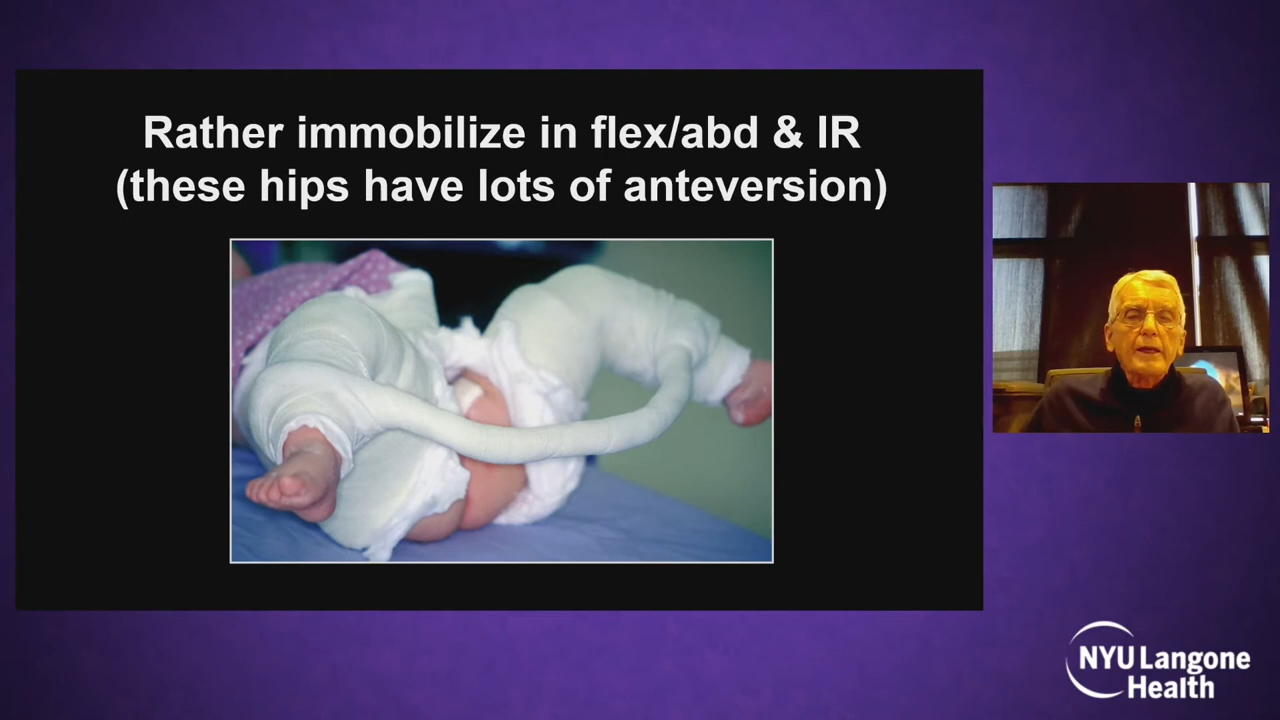 Rather immobilize in flex/abd & IR
(these hips have lots of anteversion)
NYU Langone
Health